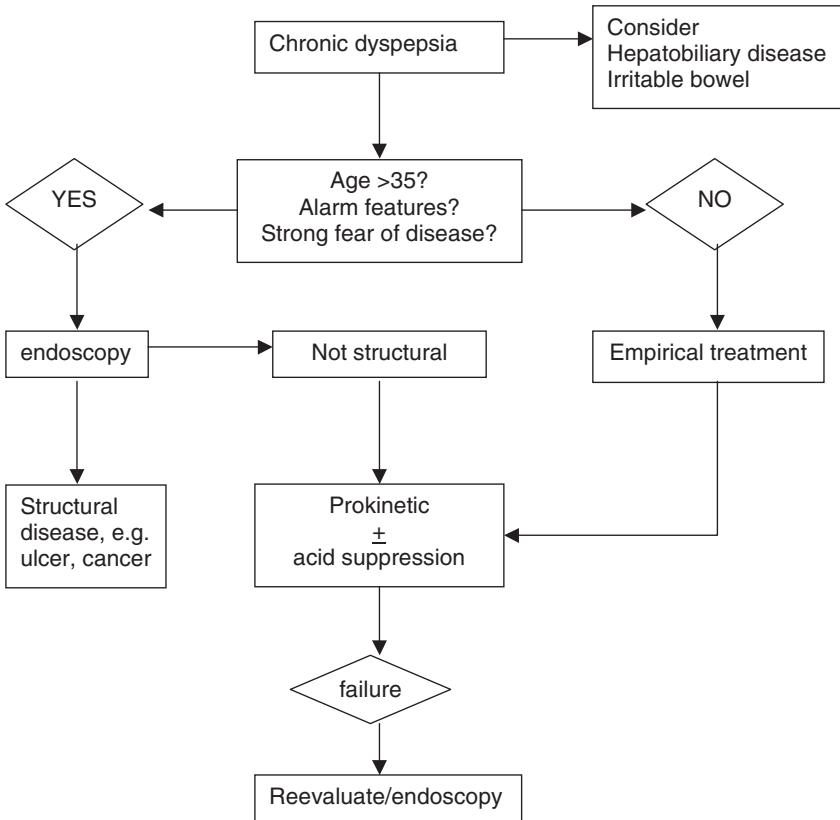 Chronic dyspepsia
Consider
Hepatobiliary disease
Irritable bowel
YES
Age >35?
Alarm features?
Strong fear of disease?
NO
endoscopy
Not structural
Empirical treatment
Structural
disease, e.g.
ulcer, cancer
Prokinetic
±
acid suppression
failure
Reevaluate/endoscopy